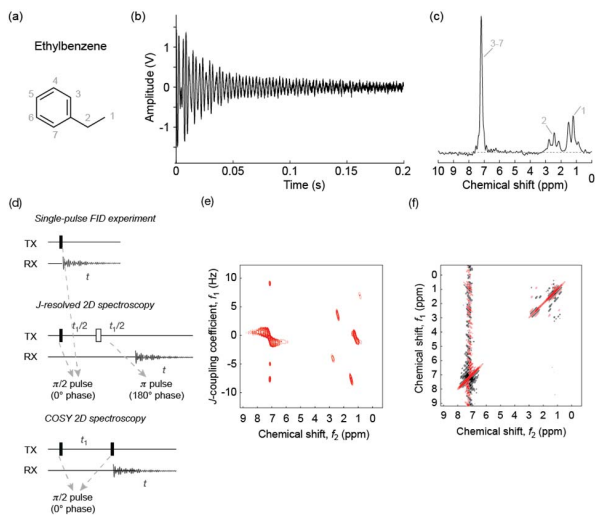 (a)
Ethylbenzene
4
5
3
6
2
1
7
(b)
Amplitude (V)
1
0
-1
0
0.05
0.1
0.15
0.2
Time (s)
(c)
3-7
2
1
10 9 8 7 6 5 4 3 2 1 0
Chemical shift (ppm)
(d)
Single-pulse FID experiment
TX
RX
t
J-resolved 2D spectroscopy
t₁/2 t₁/2
TX
RX
t
π/2 pulse
(0° phase)
π pulse
(180° phase)
COSY 2D spectroscopy
t₁
TX
RX
t
π/2 pulse
(0° phase)
(e)
J-coupling coefficient, f₁ (Hz)
10
5
0
-5
-10
9 8 7 6 5 4 3 2 1 0
Chemical shift, f₂ (ppm)
(f)
Chemical shift, f₁ (ppm)
0
1
2
3
4
5
6
7
8
9
9 8 7 6 5 4 3 2 1 0
Chemical shift, f₂ (ppm)